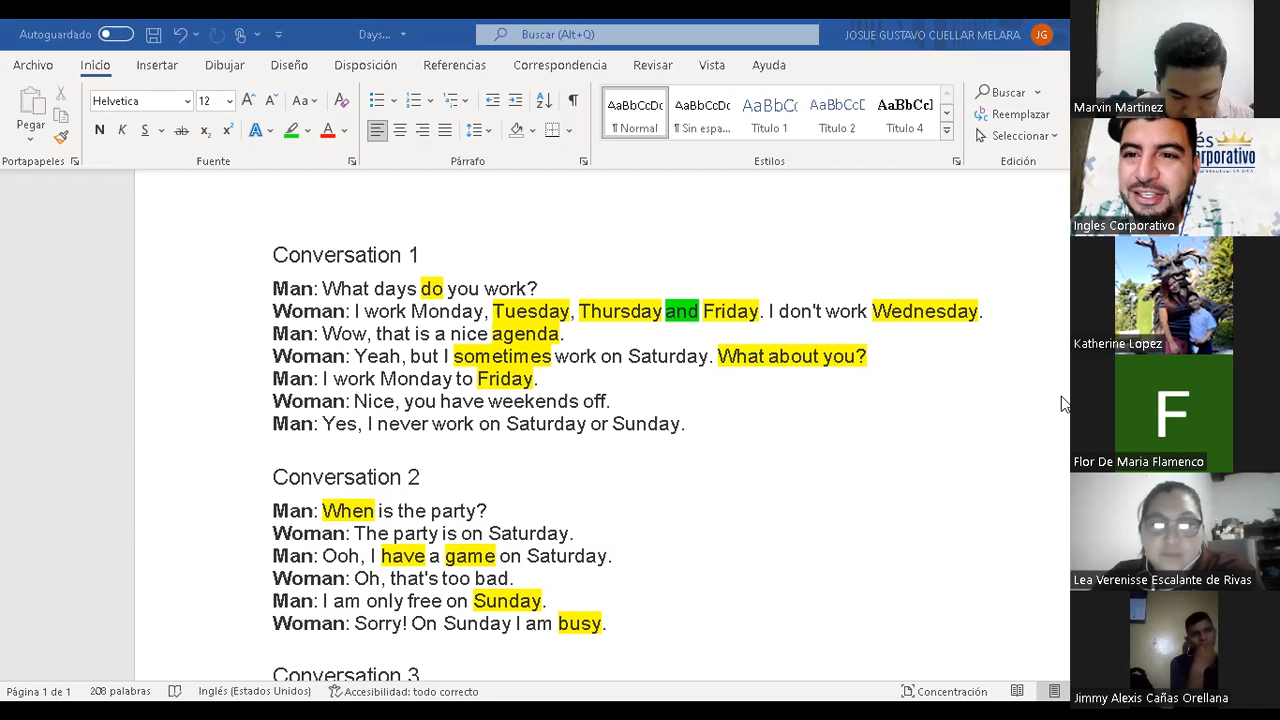 Autoguardado
Days...
Buscar (Alt+Q)
JOSUE GUSTAVO CUELLAR MELARA
JG
Archivo Inicio Insertar Dibujar Diseño Disposición Referencias Correspondencia Revisar Vista Ayuda
Pegar
Helvetica 12
AaBbCcDc AaBbCcDc AaBbCc AaBbCcD AaBbCc
¶ Normal ¶ Sin espa... Título 1 Título 2 Título 4
Buscar
Reemplazar
Seleccionar
Portapapeles Fuente Párrafo Estilos Edición
Conversation 1
Man: What days do you work?
Woman: I work Monday, Tuesday, Thursday and Friday. I don't work Wednesday.
Man: Wow, that is a nice agenda.
Woman: Yeah, but I sometimes work on Saturday. What about you?
Man: I work Monday to Friday.
Woman: Nice, you have weekends off.
Man: Yes, I never work on Saturday or Sunday.
Conversation 2
Man: When is the party?
Woman: The party is on Saturday.
Man: Ooh, I have a game on Saturday.
Woman: Oh, that's too bad.
Man: I am only free on Sunday.
Woman: Sorry! On Sunday I am busy.
Conversation 3
Página 1 de 1 208 palabras Inglés (Estados Unidos) Accesibilidad: todo correcto Concentración
Marvin Martinez
és
orporativo
Ingles Corporativo
Katherine Lopez
F
Flor De Maria Flamenco
Lea Verenisse Escalante de Rivas
Jimmy Alexis Cañas Orellana